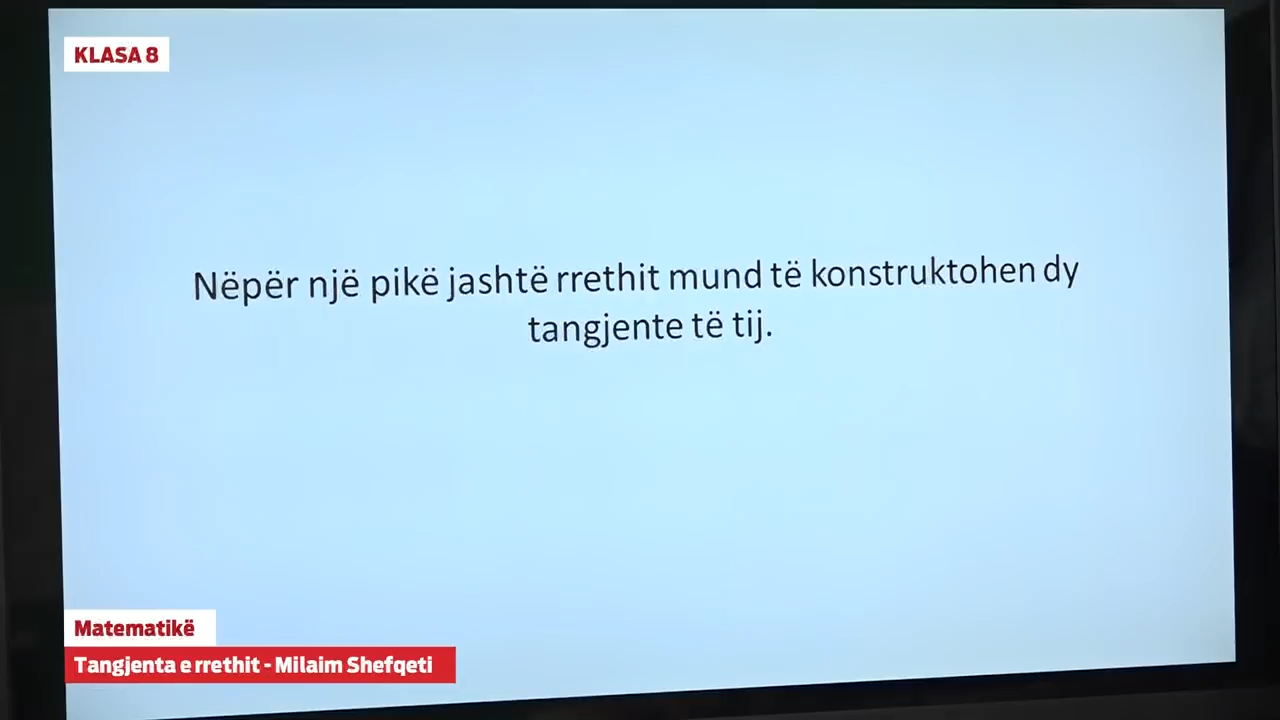 KLASA 8
Nëpër një pikë jashtë rrethit mund të konstruktohen dy
tangjente të tij.
Matematikë
Tangjenta e rrethit - Milaim Shefqeti